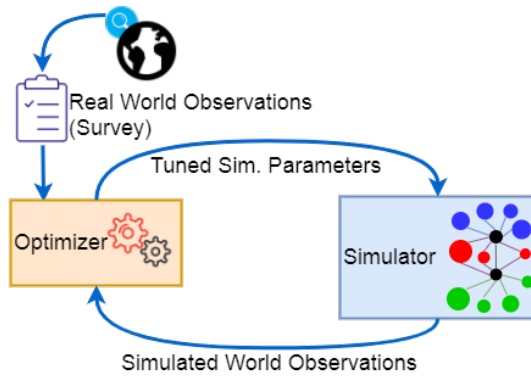 Real World Observations
(Survey)
Tuned Sim. Parameters
Optimizer
Simulator
Simulated World Observations